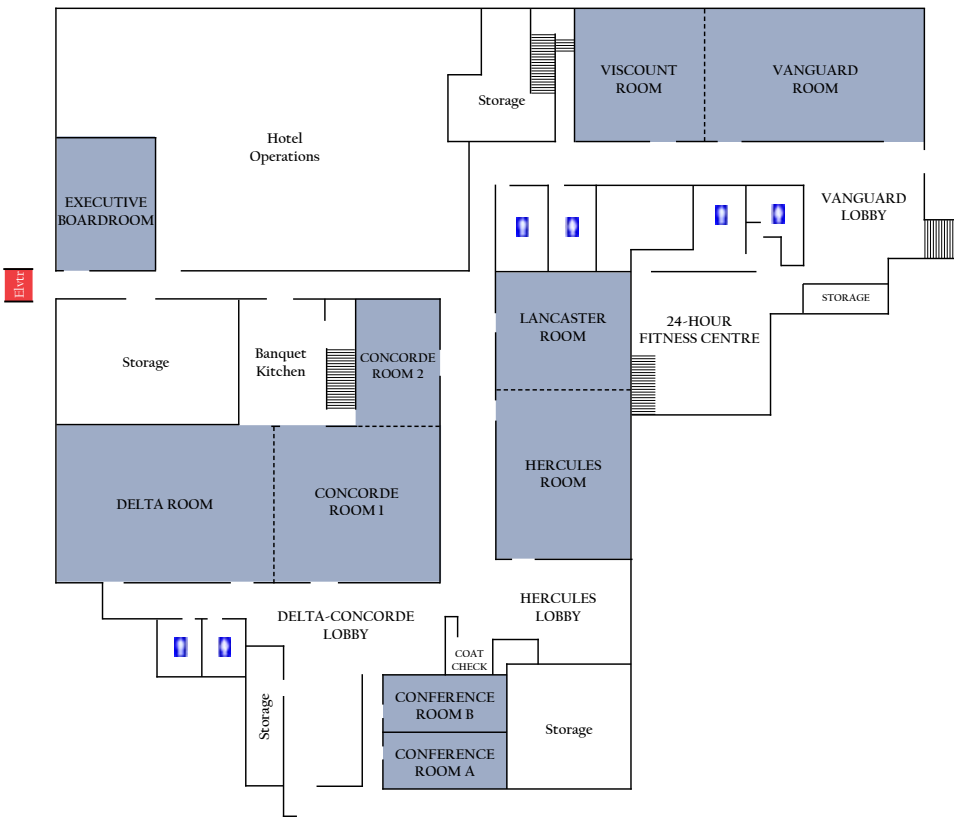 VISCOUNT
ROOM
VANGUARD
ROOM
Storage
Hotel
Operations
EXECUTIVE
BOARDROOM
VANGUARD
LOBBY
Elvtr
STORAGE
LANCASTER
ROOM
24-HOUR
FITNESS CENTRE
Storage
Banquet
Kitchen
CONCORDE
ROOM 2
HERCULES
ROOM
DELTA ROOM
CONCORDE
ROOM 1
HERCULES
LOBBY
DELTA-CONCORDE
LOBBY
COAT
CHECK
Storage
CONFERENCE
ROOM B
Storage
CONFERENCE
ROOM A